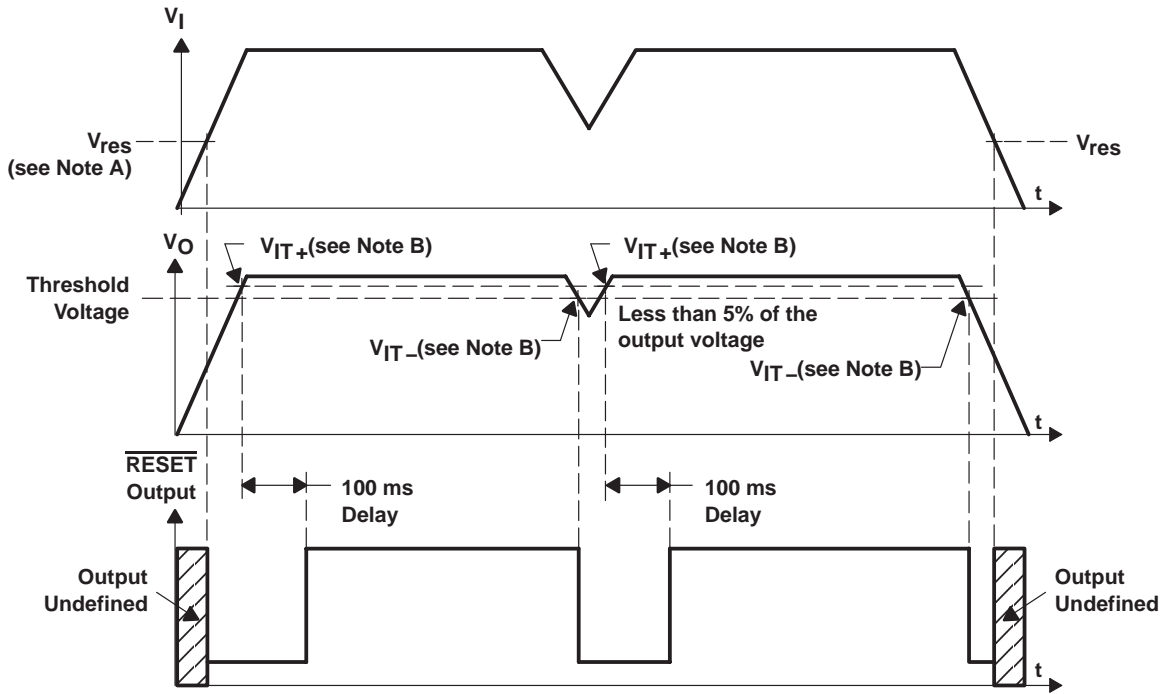 VI
Vres
(see Note A)
Vres
t
VO
VIT+(see Note B)
VIT+(see Note B)
Threshold
Voltage
Less than 5% of the
output voltage
VIT−(see Note B)
VIT−(see Note B)
t
RESET
Output
100 ms
Delay
100 ms
Delay
Output
Undefined
Output
Undefined
t